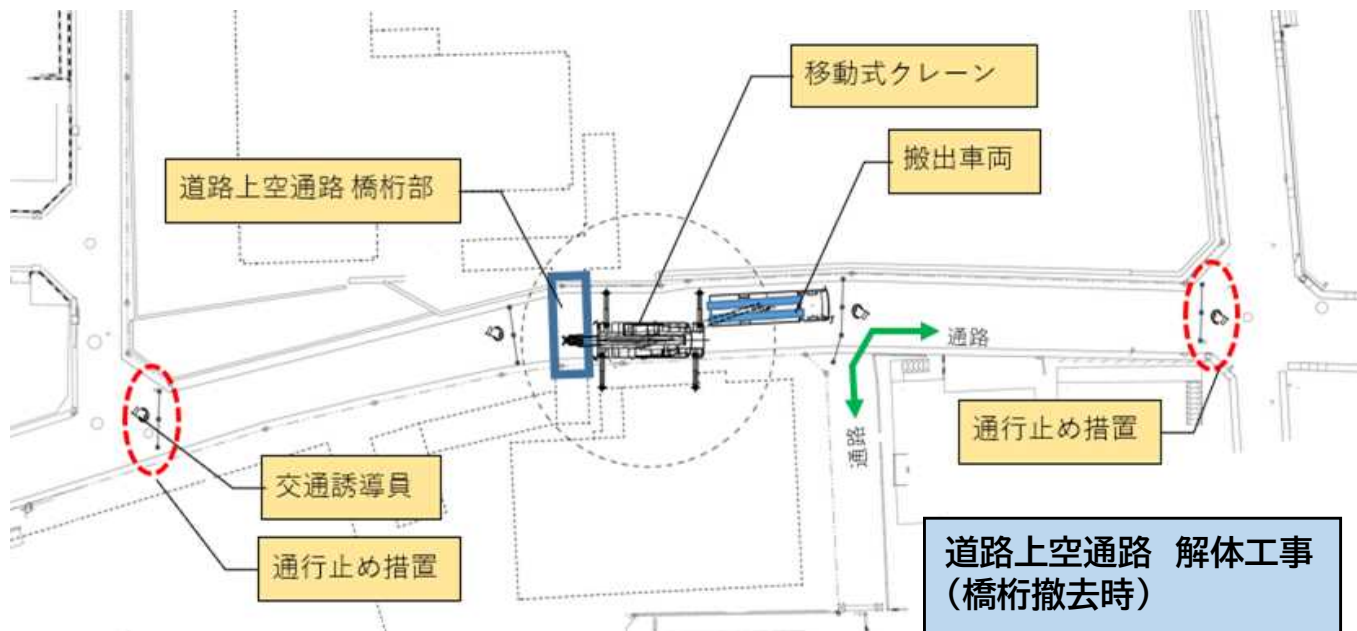 移動式クレーン
搬出車両
道路上空通路 橋桁部
通路
通路
通行止め措置
交通誘導員
通行止め措置
道路上空通路 解体工事
（橋桁撤去時）